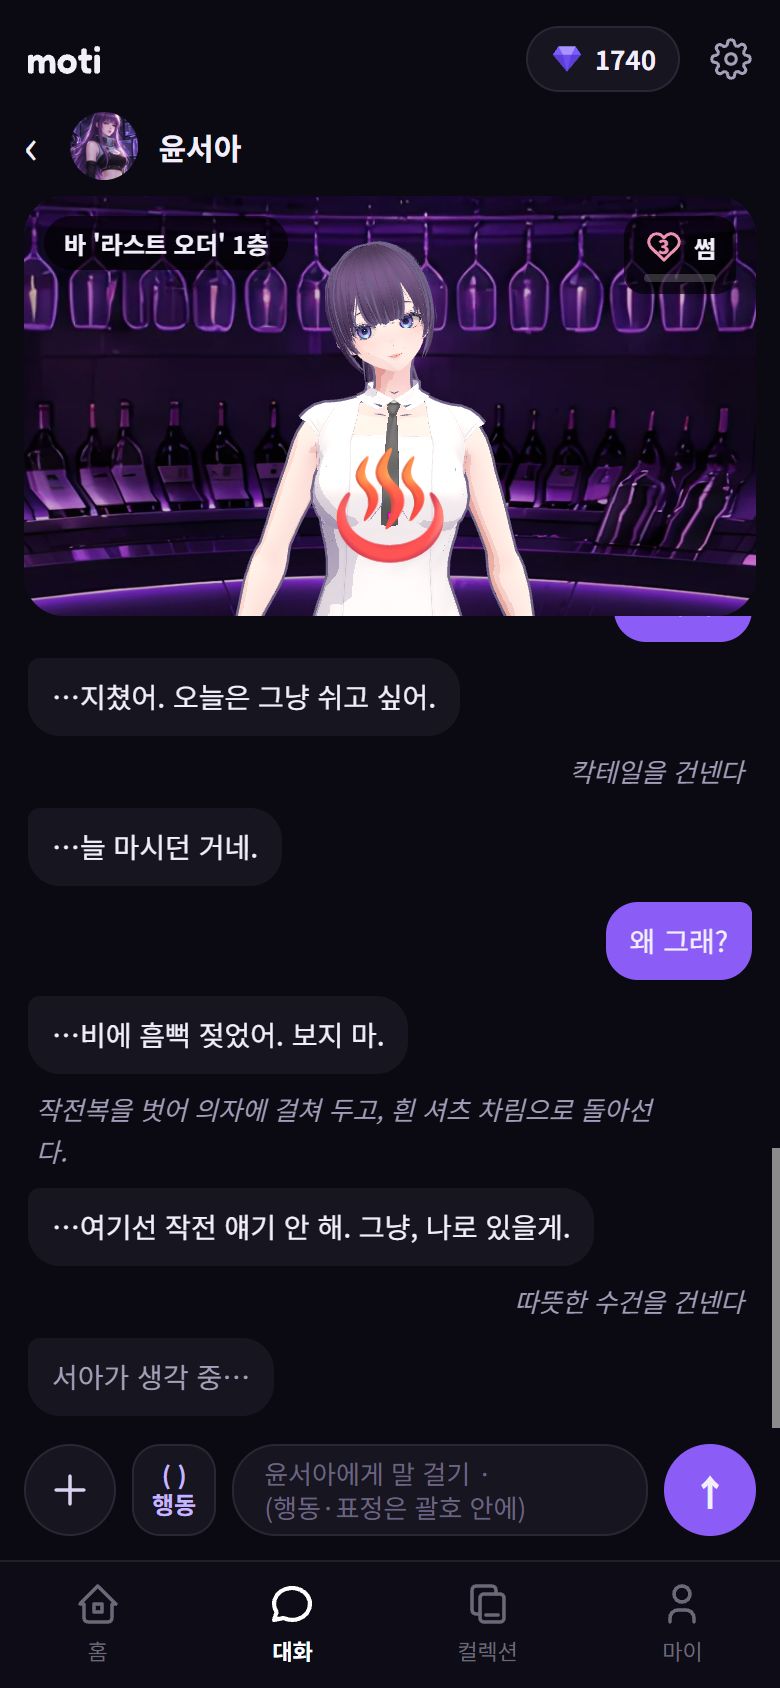 moti
1740
‹ 윤서아
바 '라스트 오더' 1층
3 썸
…지쳤어. 오늘은 그냥 쉬고 싶어.
칵테일을 건넨다
…늘 마시던 거네.
왜 그래?
…비에 흠뻑 젖었어. 보지 마.
작전복을 벗어 의자에 걸쳐 두고, 흰 셔츠 차림으로 돌아선
다.
…여기선 작전 얘기 안 해. 그냥, 나로 있을게.
따뜻한 수건을 건넨다
서아가 생각 중…
( )
행동
윤서아에게 말 걸기 ·
(행동·표정은 괄호 안에)
홈
대화
컬렉션
마이